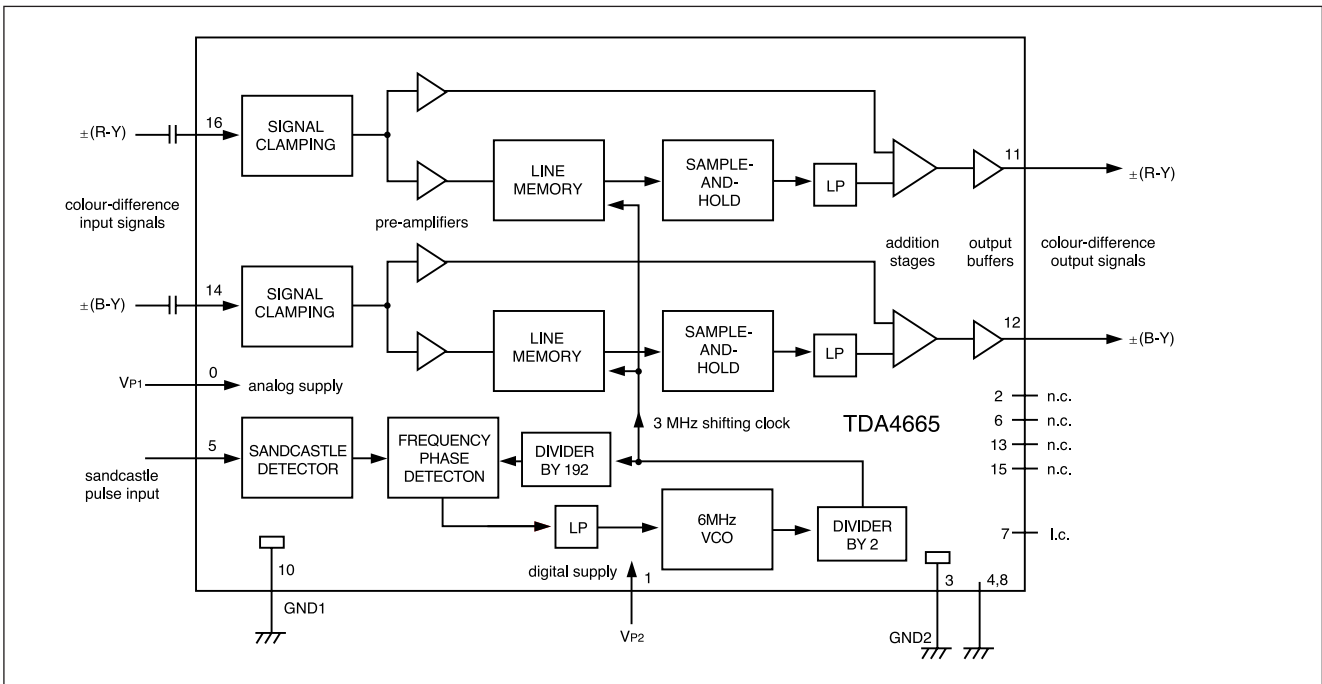 16
±(R-Y)
SIGNAL
CLAMPING
LINE
MEMORY
SAMPLE-
AND-
HOLD
LP
11
±(R-Y)
colour-difference
input signals
pre-amplifiers
addition
stages
output
buffers
colour-difference
output signals
14
±(B-Y)
SIGNAL
CLAMPING
LINE
MEMORY
SAMPLE-
AND-
HOLD
LP
12
±(B-Y)
VP1
0
analog supply
2 n.c.
6 n.c.
13 n.c.
15 n.c.
7 I.c.
3 MHz shifting clock
TDA4665
5
sandcastle
pulse input
SANDCASTLE
DETECTOR
FREQUENCY
PHASE
DETECTON
DIVIDER
BY 192
LP
6MHz
VCO
DIVIDER
BY 2
digital supply
1
VP2
10
GND1
3
4,8
GND2